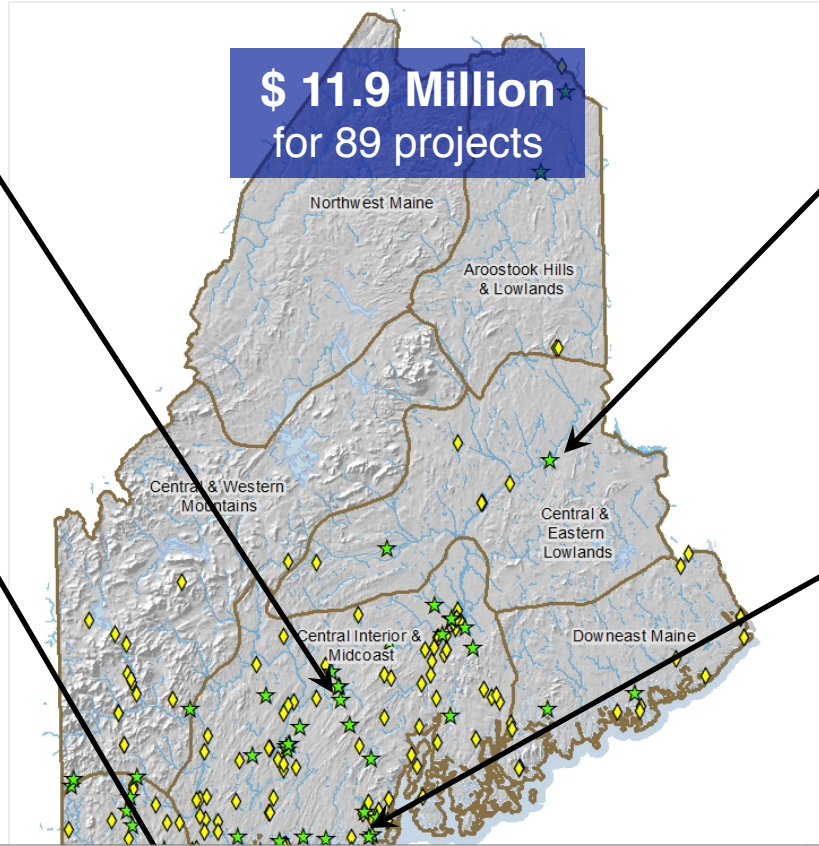 $ 11.9 Million
for 89 projects
Northwest Maine
Aroostook Hills
& Lowlands
Central & Western
Mountains
Central &
Eastern
Lowlands
Central Interior &
Midcoast
Downeast Maine